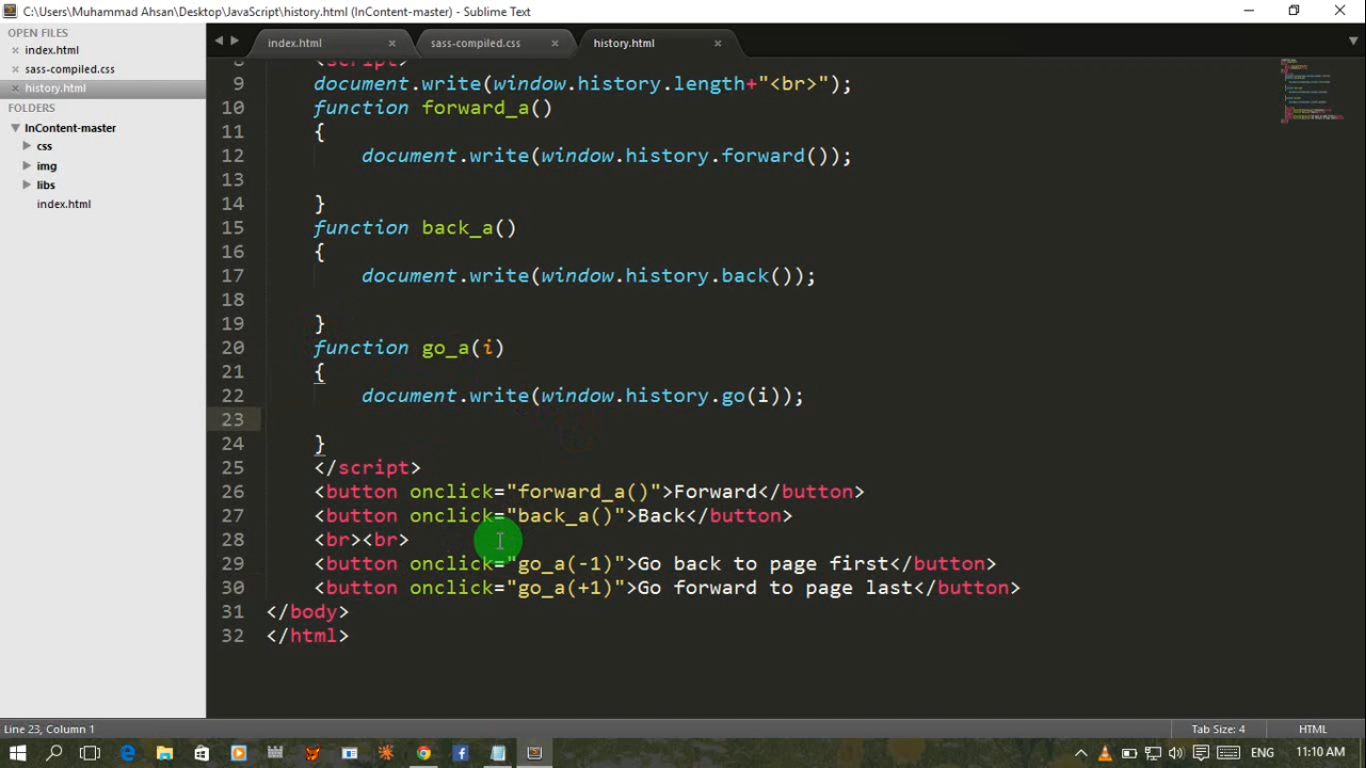 C:\Users\Muhammad Ahsan\Desktop\JavaScript\history.html (InContent-master) - Sublime Text
OPEN FILES
index.html
sass-compiled.css
history.html
FOLDERS
InContent-master
css
img
libs
index.html
index.html
sass-compiled.css
history.html
8 <script>
9 document.write(window.history.length+"<br>");
10 function forward_a()
11 {
12 document.write(window.history.forward());
13
14 }
15 function back_a()
16 {
17 document.write(window.history.back());
18
19 }
20 function go_a(i)
21 {
22 document.write(window.history.go(i));
23
24 }
25 </script>
26 <button onclick="forward_a()">Forward</button>
27 <button onclick="back_a()">Back</button>
28 <br><br>
29 <button onclick="go_a(-1)">Go back to page first</button>
30 <button onclick="go_a(+1)">Go forward to page last</button>
31 </body>
32 </html>
Line 23, Column 1
Tab Size: 4
HTML
ENG
11:10 AM